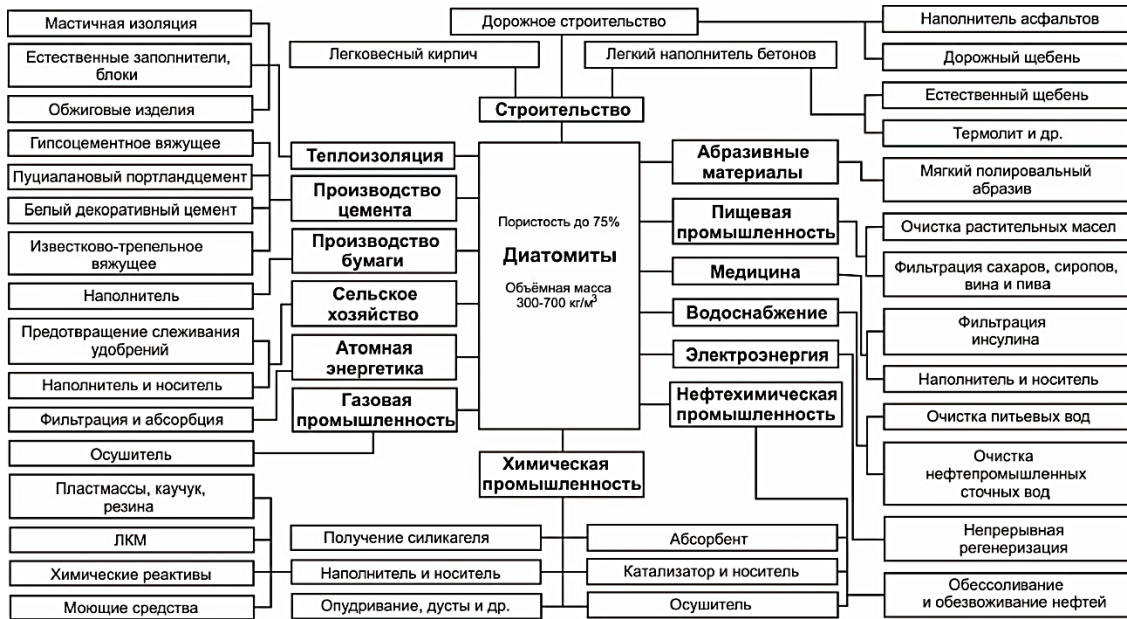 Мастичная изоляция
Естественные заполнители,
блоки
Обжиговые изделия
Гипсоцементное вяжущее
Пуциалановый портландцемент
Белый декоративный цемент
Известково-трепельное
вяжущее
Наполнитель
Предотвращение слеживания
удобрений
Наполнитель и носитель
Фильтрация и абсорбция
Осушитель
Пластмассы, каучук,
резина
ЛКМ
Химические реактивы
Моющие средства
Дорожное строительство
Легковесный кирпич
Легкий наполнитель бетонов
Строительство
Теплоизоляция
Производство
цемента
Производство
бумаги
Сельское
хозяйство
Атомная
энергетика
Газовая
промышленность
Пористость до 75%
Диатомиты
Объёмная масса
300-700 кг/м³
Химическая
промышленность
Получение силикагеля
Наполнитель и носитель
Опудривание, дусты и др.
Абсорбент
Катализатор и носитель
Осушитель
Абразивные
материалы
Пищевая
промышленность
Медицина
Водоснабжение
Электроэнергия
Нефтехимическая
промышленность
Наполнитель асфальтов
Дорожный щебень
Естественный щебень
Термолит и др.
Мягкий полировальный
абразив
Очистка растительных масел
Фильтрация сахаров, сиропов,
вина и пива
Фильтрация
инсулина
Наполнитель и носитель
Очистка питьевых вод
Очистка
нефтепромышленных
сточных вод
Непрерывная
регенеризация
Обессоливание
и обезвоживание нефтей